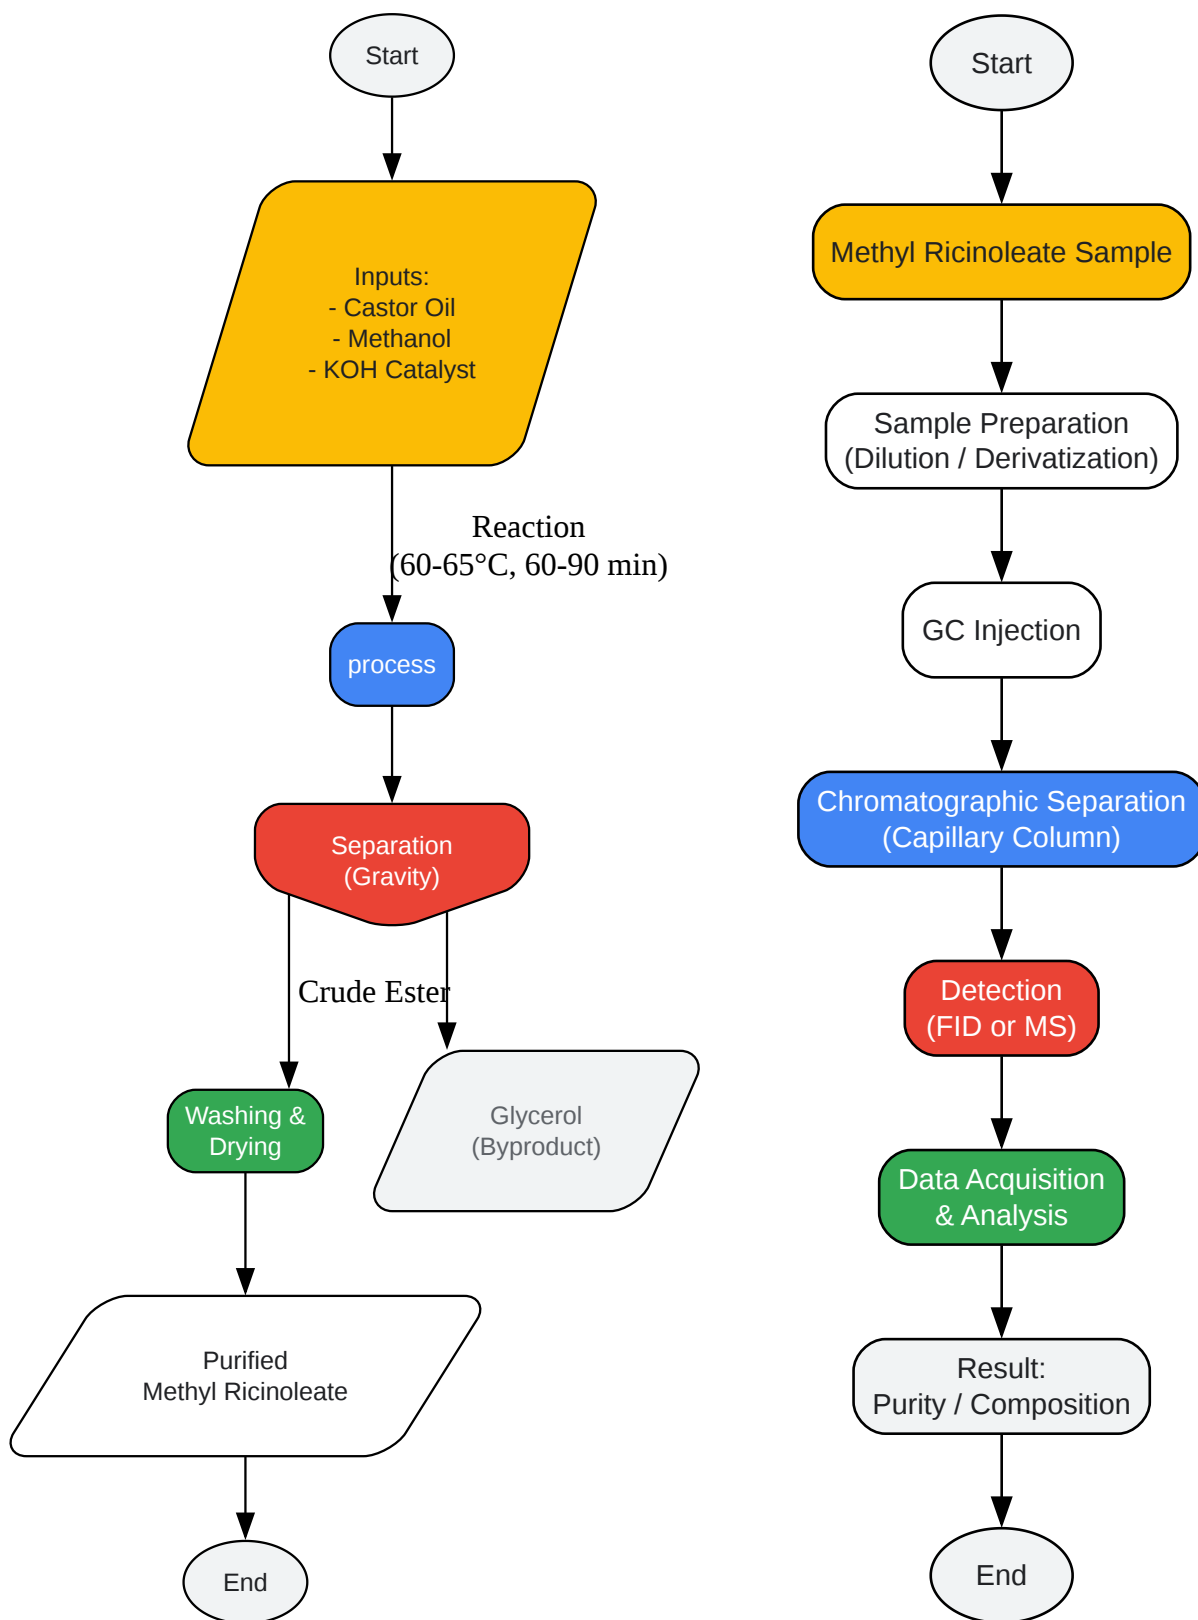 Start
Inputs:
- Castor Oil
- Methanol
- KOH Catalyst
Reaction
(60-65°C, 60-90 min)
process
Separation
(Gravity)
Crude Ester
Washing &
Drying
Glycerol
(Byproduct)
Purified
Methyl Ricinoleate
End
Start
Methyl Ricinoleate Sample
Sample Preparation
(Dilution / Derivatization)
GC Injection
Chromatographic Separation
(Capillary Column)
Detection
(FID or MS)
Data Acquisition
& Analysis
Result:
Purity / Composition
End